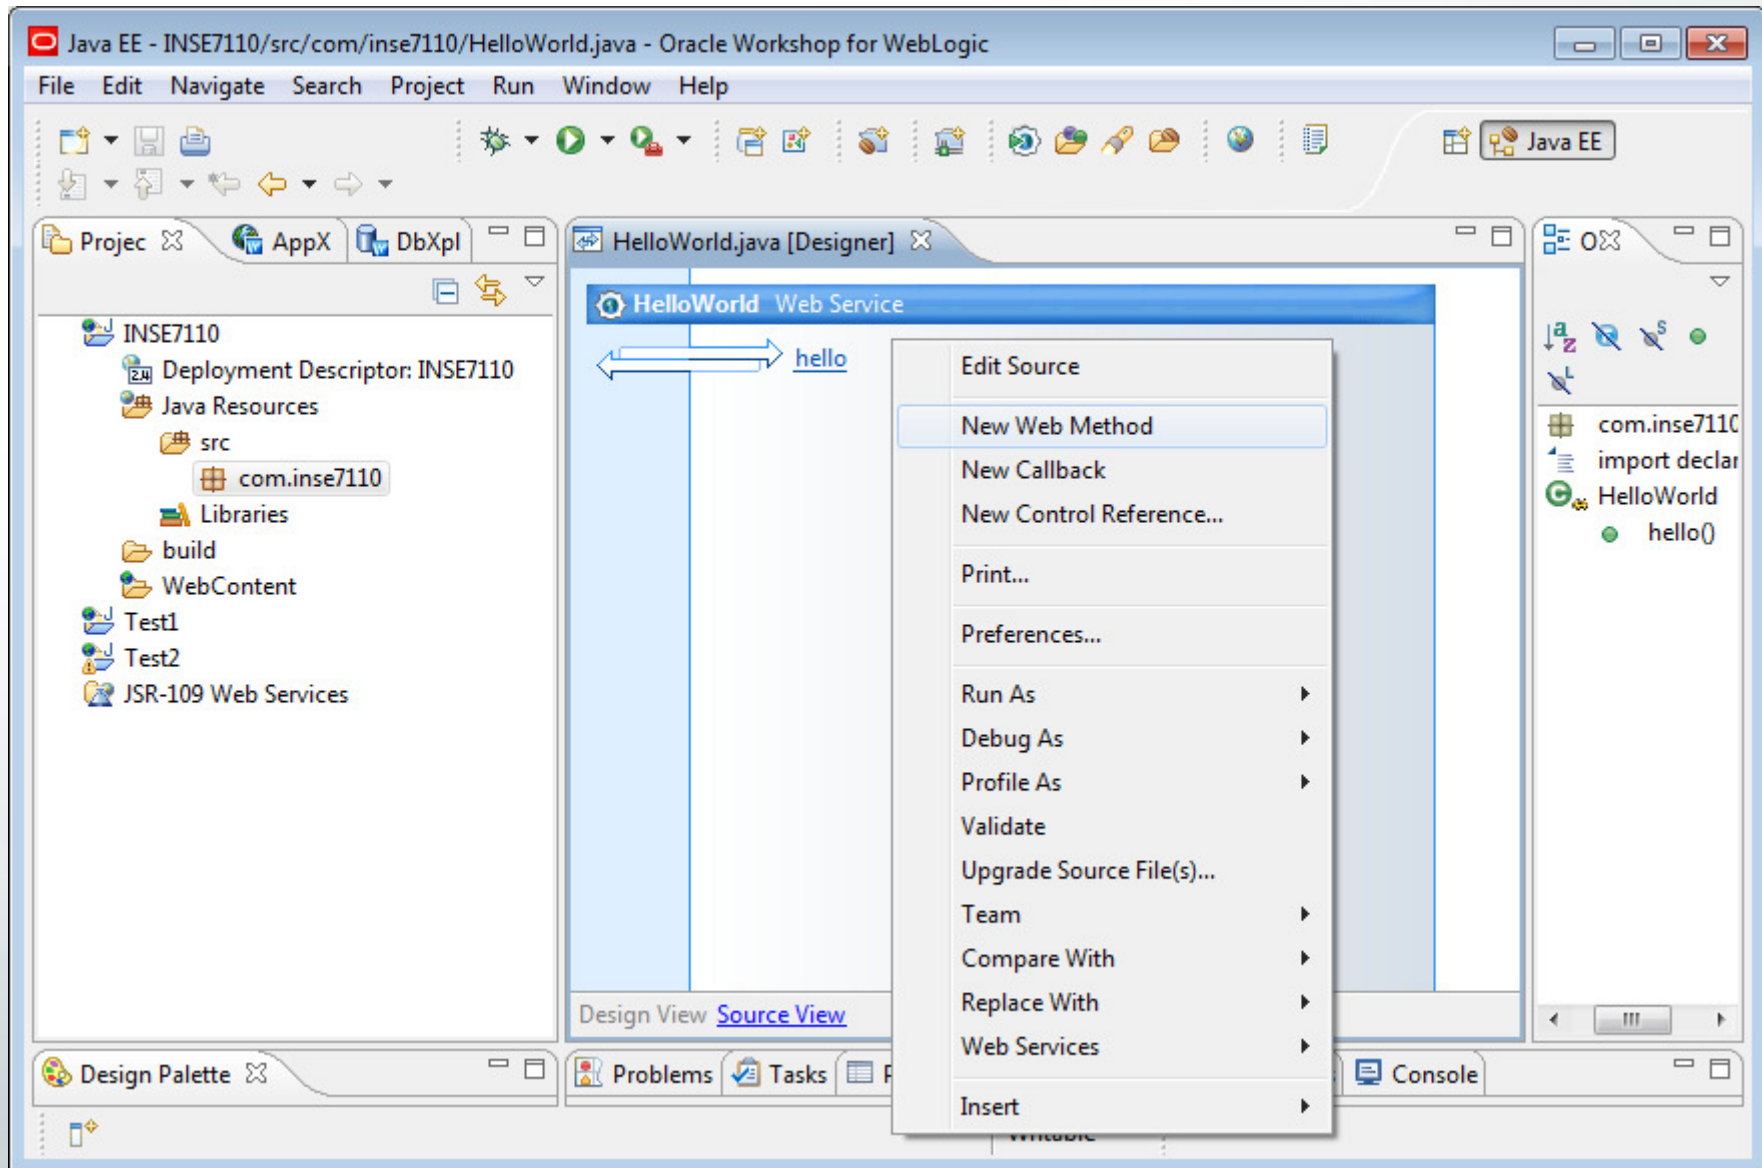 Java EE - INSE7110/src/com/inse7110/HelloWorld.java - Oracle Workshop for WebLogic
File Edit Navigate Search Project Run Window Help
Java EE
Projec AppX DbXpl
INSE7110
Deployment Descriptor: INSE7110
Java Resources
src
com.inse7110
Libraries
build
WebContent
Test1
Test2
JSR-109 Web Services
HelloWorld.java [Designer]
HelloWorld Web Service
hello
Edit Source
New Web Method
New Callback
New Control Reference...
Print...
Preferences...
Run As
Debug As
Profile As
Validate
Upgrade Source File(s)...
Team
Compare With
Replace With
Web Services
Insert
Design View Source View
O
com.inse7110
import declar
HelloWorld
hello()
Design Palette
Problems Tasks P Console
Writable